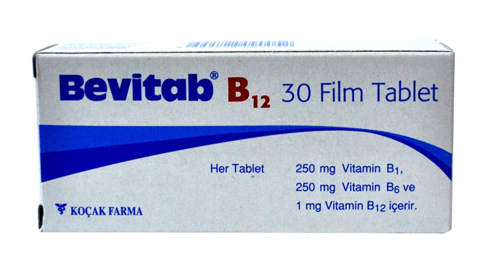 Bevitab® B12 30 Film Tablet
Her Tablet 250 mg Vitamin B1,
250 mg Vitamin B6 ve
1 mg Vitamin B12 içerir.
KOÇAK FARMA